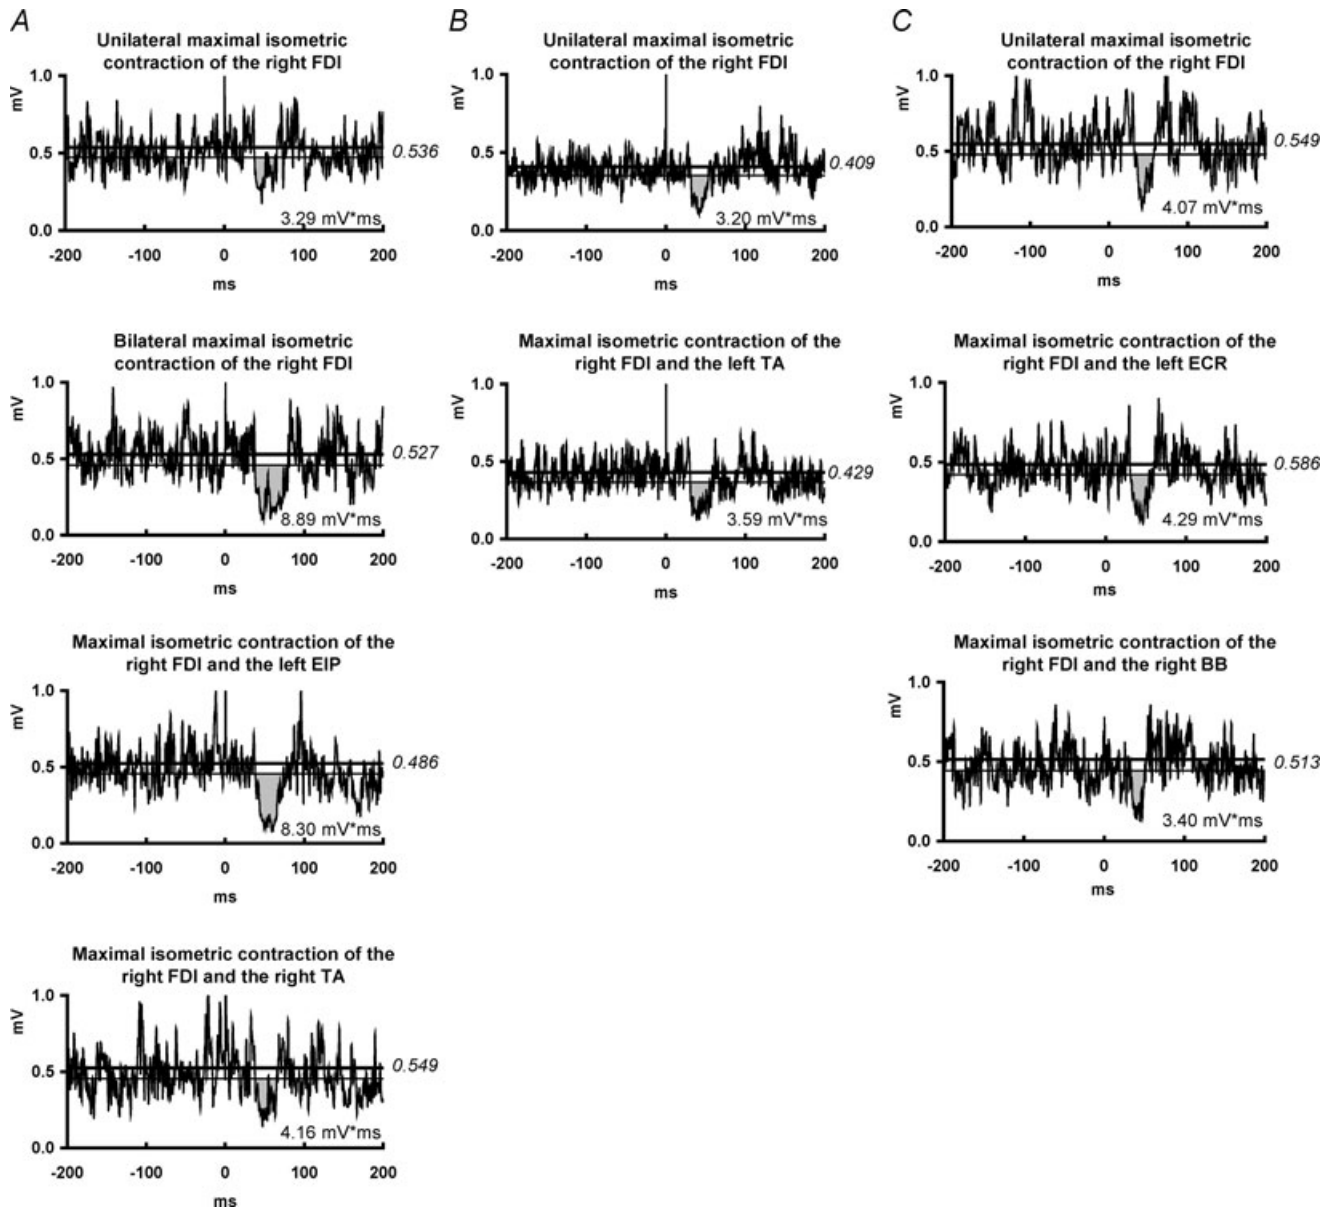 A
Unilateral maximal isometric
contraction of the right FDI
1.0
mV
0.5
0.536
3.29 mV*ms
0.0
-200 -100 0 100 200
ms
Bilateral maximal isometric
contraction of the right FDI
1.0
mV
0.5
0.527
8.89 mV*ms
0.0
-200 -100 0 100 200
ms
Maximal isometric contraction of the
right FDI and the left EIP
1.0
mV
0.5
0.486
8.30 mV*ms
0.0
-200 -100 0 100 200
ms
Maximal isometric contraction of the
right FDI and the right TA
1.0
mV
0.5
0.549
4.16 mV*ms
0.0
-200 -100 0 100 200
ms
B
Unilateral maximal isometric
contraction of the right FDI
1.0
mV
0.5
0.409
3.20 mV*ms
0.0
-200 -100 0 100 200
ms
Maximal isometric contraction of the
right FDI and the left TA
1.0
mV
0.5
0.429
3.59 mV*ms
0.0
-200 -100 0 100 200
ms
C
Unilateral maximal isometric
contraction of the right FDI
1.0
mV
0.5
0.549
4.07 mV*ms
0.0
-200 -100 0 100 200
ms
Maximal isometric contraction of the
right FDI and the left ECR
1.0
mV
0.5
0.586
4.29 mV*ms
0.0
-200 -100 0 100 200
ms
Maximal isometric contraction of the
right FDI and the right BB
1.0
mV
0.5
0.513
3.40 mV*ms
0.0
-200 -100 0 100 200
ms